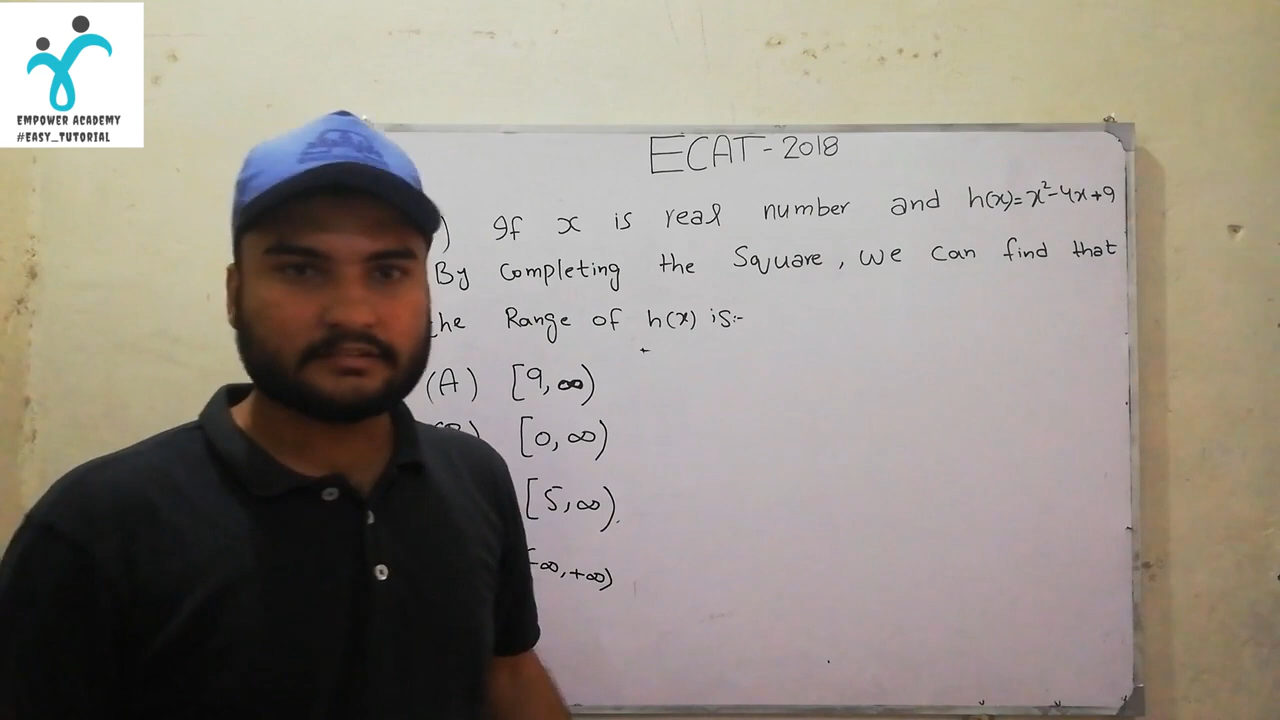 EMPOWER ACADEMY
#EASY_TUTORIAL
ECAT - 2018
) If x is real number and h(x)=x²-4x+9
By completing the Square, we can find that
he Range of h(x) is:-
(A) [9, ∞)
[0, ∞)
[5, ∞)
-∞, +∞)